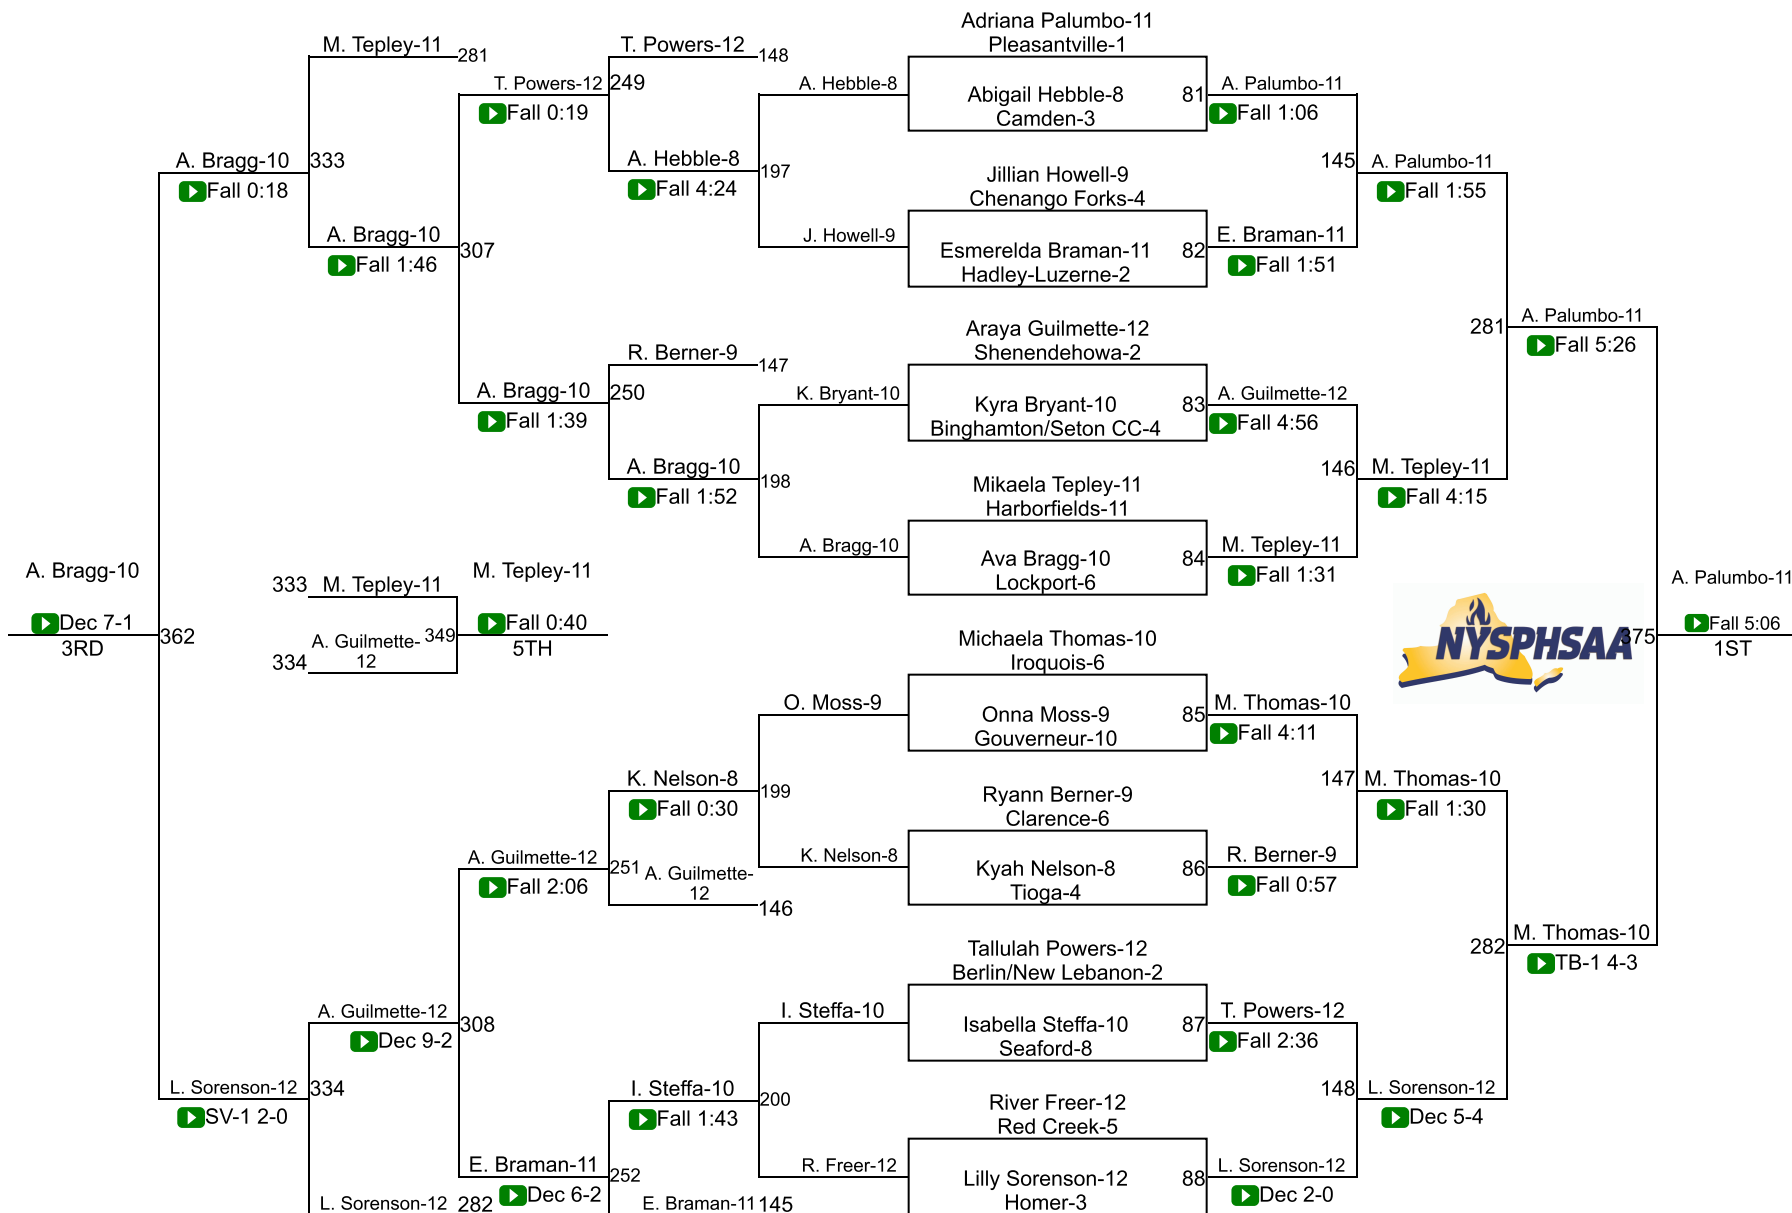 Adriana Palumbo-11
M. Tepley-11
281
T. Powers-12
148
Pleasantville-1
T. Powers-12
249
A. Hebble-8
Abigail Hebble-8
81
A. Palumbo-11
Fall 0:19
Camden-3
Fall 1:06
A. Bragg-10
333
A. Hebble-8
197
145
A. Palumbo-11
Fall 0:18
Fall 4:24
Jillian Howell-9
Fall 1:55
Chenango Forks-4
A. Bragg-10
307
J. Howell-9
Esmerelda Braman-11
82
E. Braman-11
Fall 1:46
Hadley-Luzerne-2
Fall 1:51
Araya Guilmette-12
281
A. Palumbo-11
R. Berner-9
147
Shenendehowa-2
Fall 5:26
A. Bragg-10
250
K. Bryant-10
Kyra Bryant-10
83
A. Guilmette-12
Fall 1:39
Binghamton/Seton CC-4
Fall 4:56
A. Bragg-10
198
146
M. Tepley-11
Fall 1:52
Mikaela Tepley-11
Fall 4:15
Harborfields-11
A. Bragg-10
Ava Bragg-10
84
M. Tepley-11
Lockport-6
Fall 1:31
A. Bragg-10
333
M. Tepley-11
M. Tepley-11
A. Palumbo-11
Dec 7-1
362
A. Guilmette-
12
349
Fall 0:40
Michaela Thomas-10
NYSPHSAA
375
Fall 5:06
3RD
334
5TH
Iroquois-6
1ST
O. Moss-9
Onna Moss-9
85
M. Thomas-10
Gouverneur-10
Fall 4:11
K. Nelson-8
199
Ryann Berner-9
147
M. Thomas-10
Fall 0:30
Clarence-6
Fall 1:30
A. Guilmette-12
251
A. Guilmette-
12
K. Nelson-8
Kyah Nelson-8
86
R. Berner-9
Fall 2:06
146
Tioga-4
Fall 0:57
Tallulah Powers-12
282
M. Thomas-10
Berlin/New Lebanon-2
TB-1 4-3
A. Guilmette-12
308
I. Steffa-10
Isabella Steffa-10
87
T. Powers-12
Dec 9-2
Seaford-8
Fall 2:36
L. Sorenson-12
334
I. Steffa-10
200
River Freer-12
148
L. Sorenson-12
SV-1 2-0
Fall 1:43
Red Creek-5
Dec 5-4
E. Braman-11
252
R. Freer-12
Lilly Sorenson-12
88
L. Sorenson-12
Dec 6-2
Homer-3
Dec 2-0
L. Sorenson-12
282
E. Braman-11
145